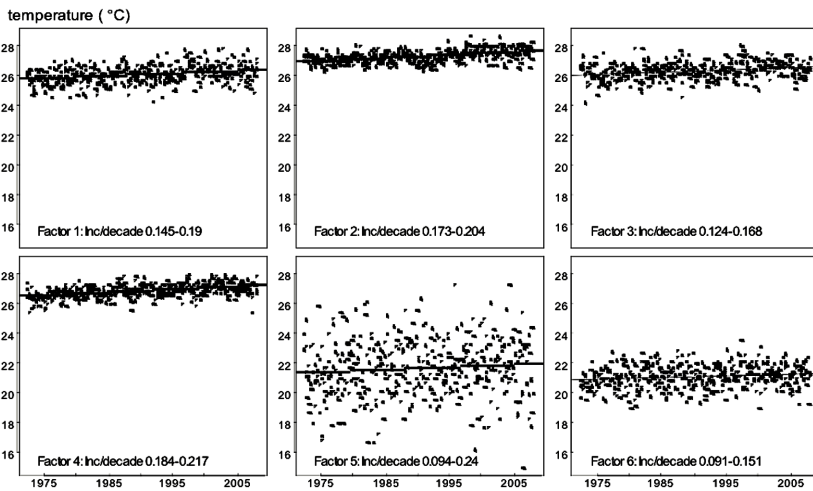 temperature ( °C)
28 28 28
26 26 26
24 24 24
22 22 22
20 20 20
18 18 18
16 16 16
Factor 1: Inc/decade 0.145-0.19 Factor 2: Inc/decade 0.173-0.204 Factor 3: Inc/decade 0.124-0.168
28 28 28
26 26 26
24 24 24
22 22 22
20 20 20
18 18 18
16 16 16
Factor 4: Inc/decade 0.184-0.217 Factor 5: Inc/decade 0.094-0.24 Factor 6: Inc/decade 0.091-0.151
1975 1985 1995 2005 1975 1985 1995 2005 1975 1985 1995 2005